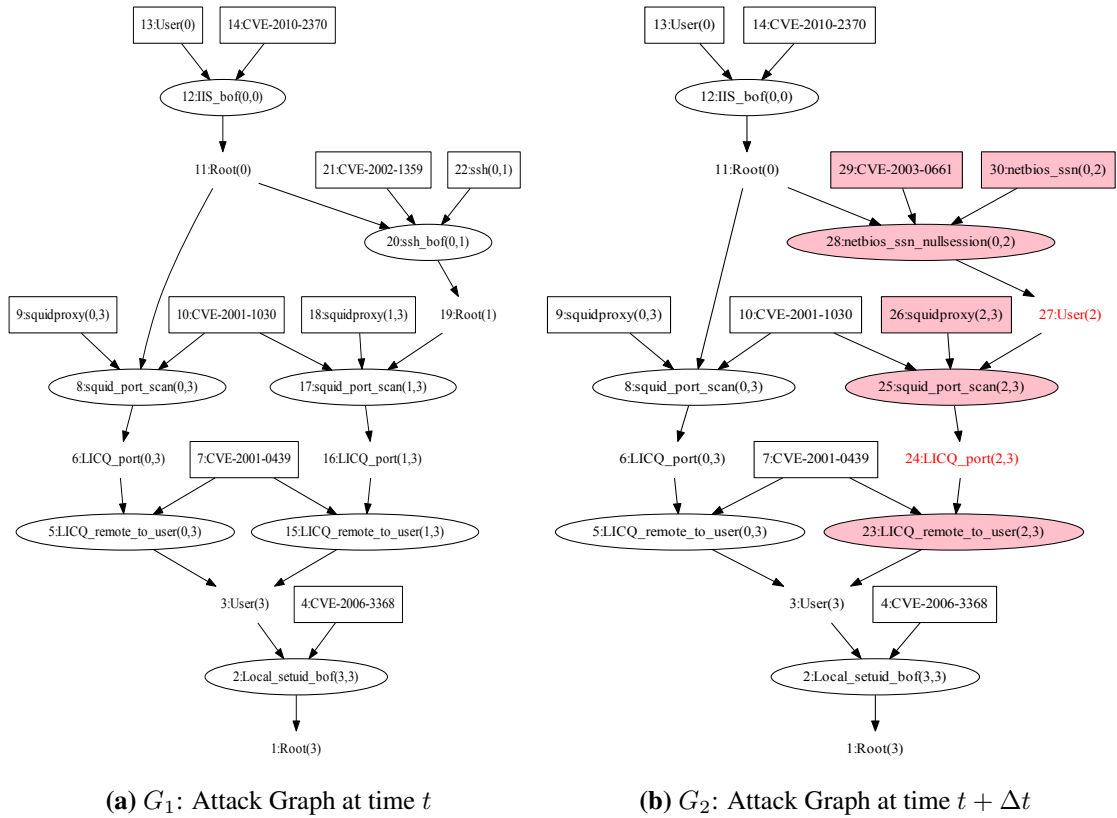 13:User(0)
14:CVE-2010-2370
12:IIS_bof(0,0)
11:Root(0)
21:CVE-2002-1359
22:ssh(0,1)
20:ssh_bof(0,1)
9:squidproxy(0,3)
10:CVE-2001-1030
18:squidproxy(1,3)
19:Root(1)
8:squid_port_scan(0,3)
17:squid_port_scan(1,3)
6:LICQ_port(0,3)
7:CVE-2001-0439
16:LICQ_port(1,3)
5:LICQ_remote_to_user(0,3)
15:LICQ_remote_to_user(1,3)
3:User(3)
4:CVE-2006-3368
2:Local_setuid_bof(3,3)
1:Root(3)
(a) G1: Attack Graph at time t
13:User(0)
14:CVE-2010-2370
12:IIS_bof(0,0)
11:Root(0)
29:CVE-2003-0661
30:netbios_ssn(0,2)
28:netbios_ssn_nullsession(0,2)
9:squidproxy(0,3)
10:CVE-2001-1030
26:squidproxy(2,3)
27:User(2)
8:squid_port_scan(0,3)
25:squid_port_scan(2,3)
6:LICQ_port(0,3)
7:CVE-2001-0439
24:LICQ_port(2,3)
5:LICQ_remote_to_user(0,3)
23:LICQ_remote_to_user(2,3)
3:User(3)
4:CVE-2006-3368
2:Local_setuid_bof(3,3)
1:Root(3)
(b) G2: Attack Graph at time t + Δt